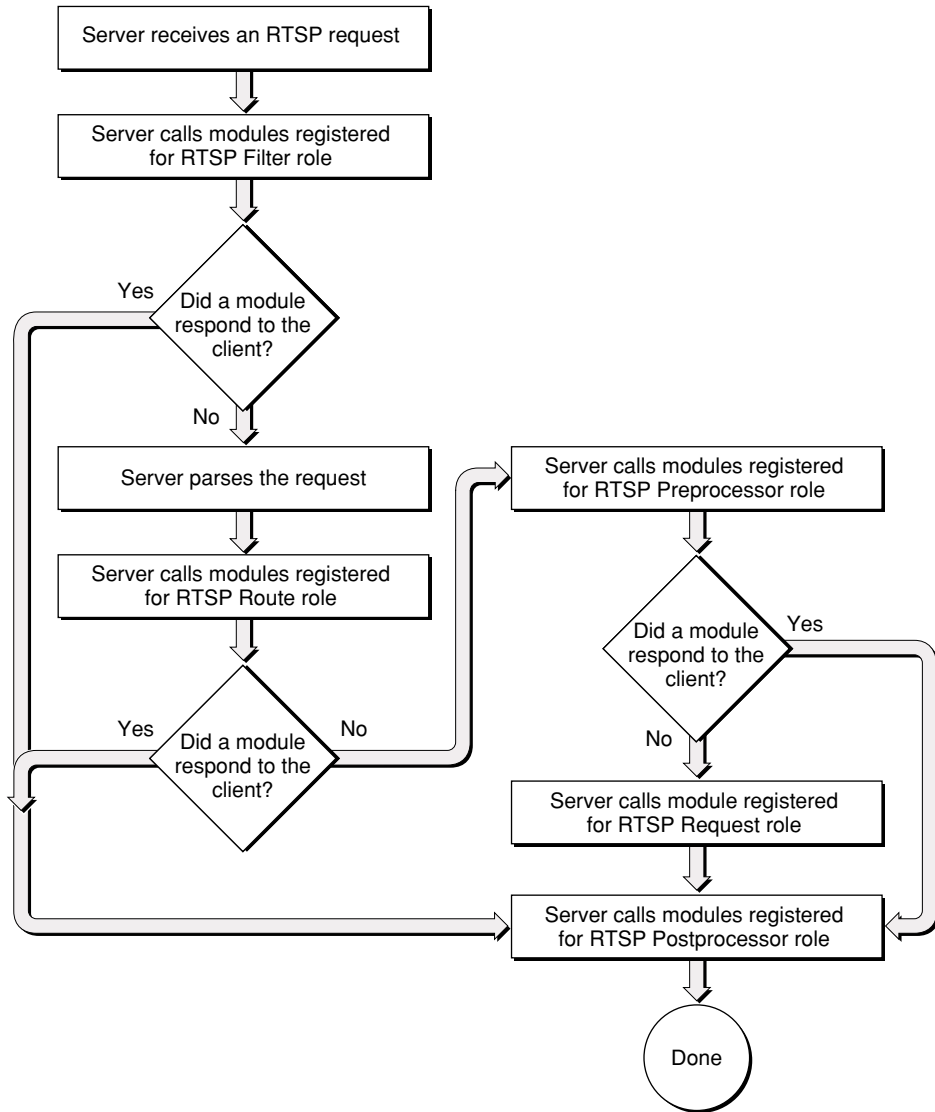 Server receives an RTSP request
Server calls modules registered
for RTSP Filter role
Yes
Did a module
respond to the
client?
No
Server parses the request
Server calls modules registered
for RTSP Route role
Yes
Did a module
respond to the
client?
No
Server calls modules registered
for RTSP Preprocessor role
Did a module
respond to the
client?
Yes
No
Server calls module registered
for RTSP Request role
Server calls modules registered
for RTSP Postprocessor role
Done